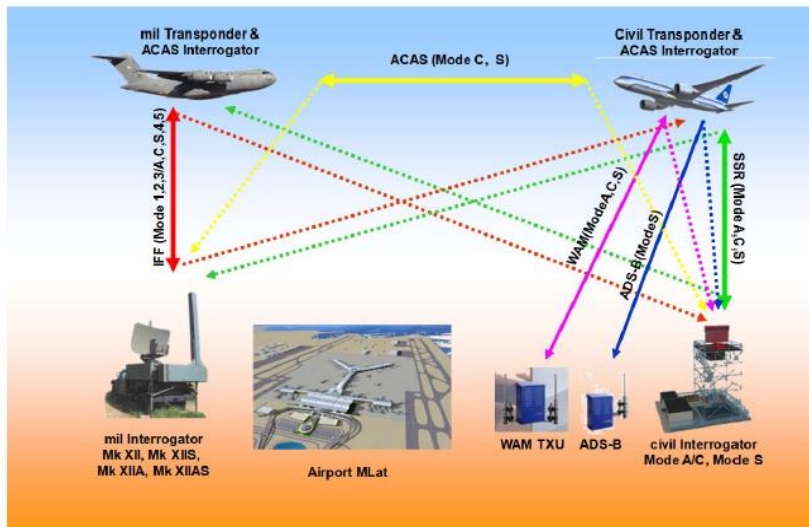 mil Transponder &
ACAS Interrogator
Civil Transponder &
ACAS Interrogator
ACAS (Mode C, S)
IFF (Mode 1,2,3/A,C,S,4,5)
WAM(ModeA,C,S)
ADS-B(ModeS)
SSR (Mode A,C,S)
mil Interrogator
Mk XII, Mk XIIS,
Mk XIIA, Mk XIIAS
Airport MLat
WAM TXU
ADS-B
civil Interrogator
Mode A/C, Mode S